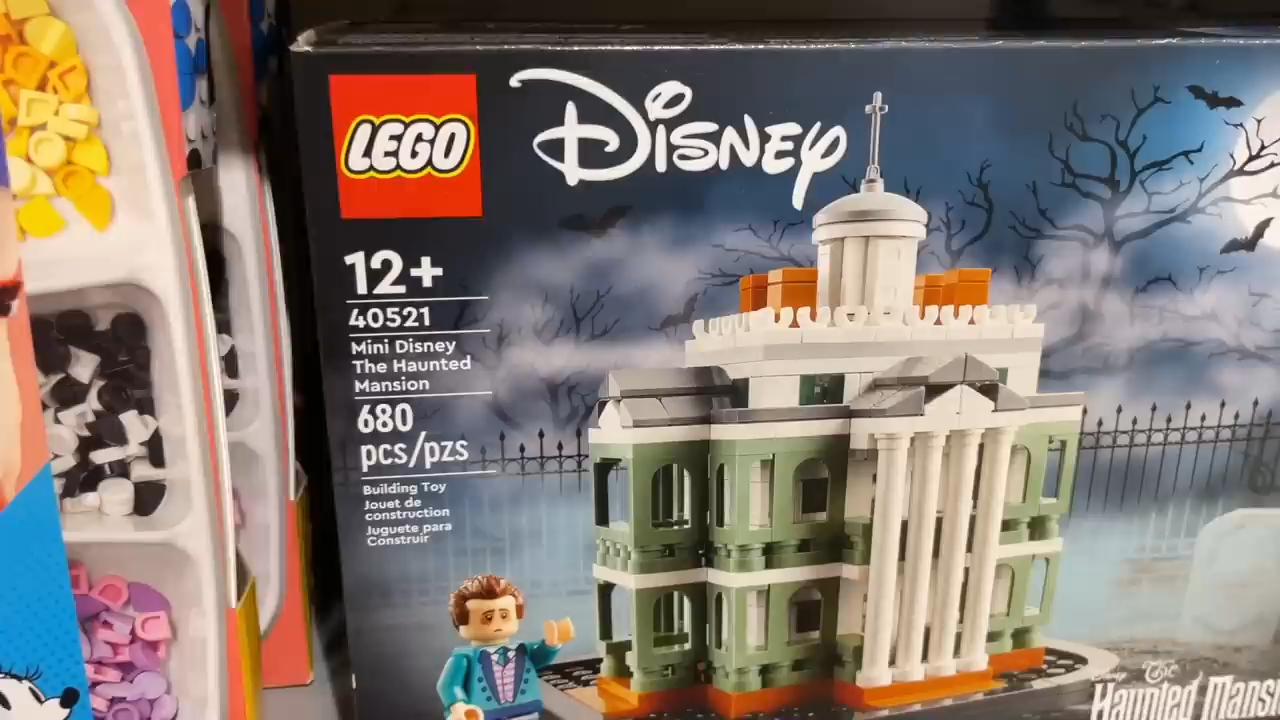 LEGO
Disney
12+
40521
Mini Disney
The Haunted
Mansion
680
pcs/pzs
Building Toy
Jouet de
construction
Juguete para
Construir
The
Haunted Mansi